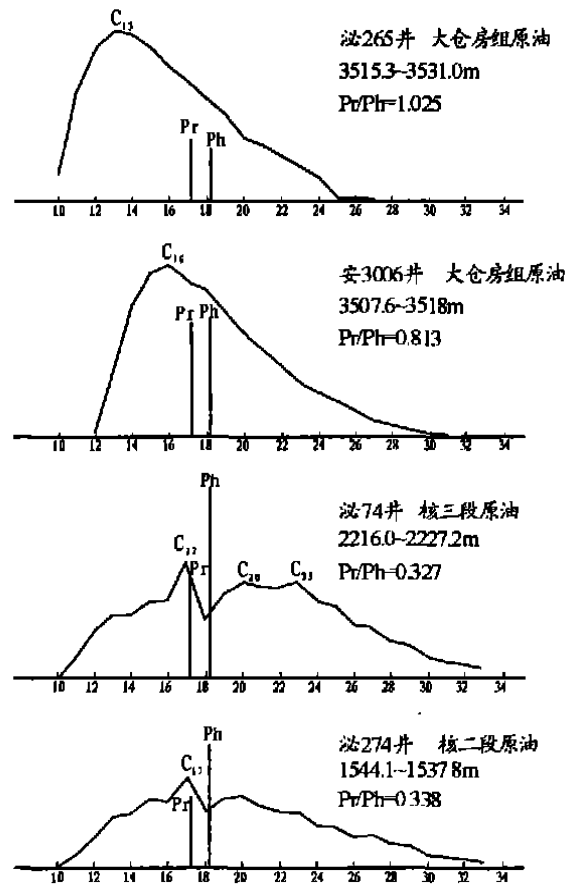 C₁₃
泌265井 大仓房组原油
3515.3~3531.0m
Pr/Ph=1.025
Pr Ph
10 12 14 16 18 20 22 24 26 28 30 32 34
C₁₆
安3006井 大仓房组原油
3507.6~3518m
Pr/Ph=0.813
Pr Ph
10 12 14 16 18 20 22 24 26 28 30 32 34
Ph
泌74井 核三段原油
2216.0~2227.2m
Pr/Ph=0.327
C₁₇ Pr C₂₀ C₂₃
10 12 14 16 18 20 22 24 26 28 30 32 34
Ph
泌274井 核二段原油
1544.1~1537.8m
Pr/Ph=0.338
C₁₇
Pr
10 12 14 16 18 20 22 24 26 28 30 32 34